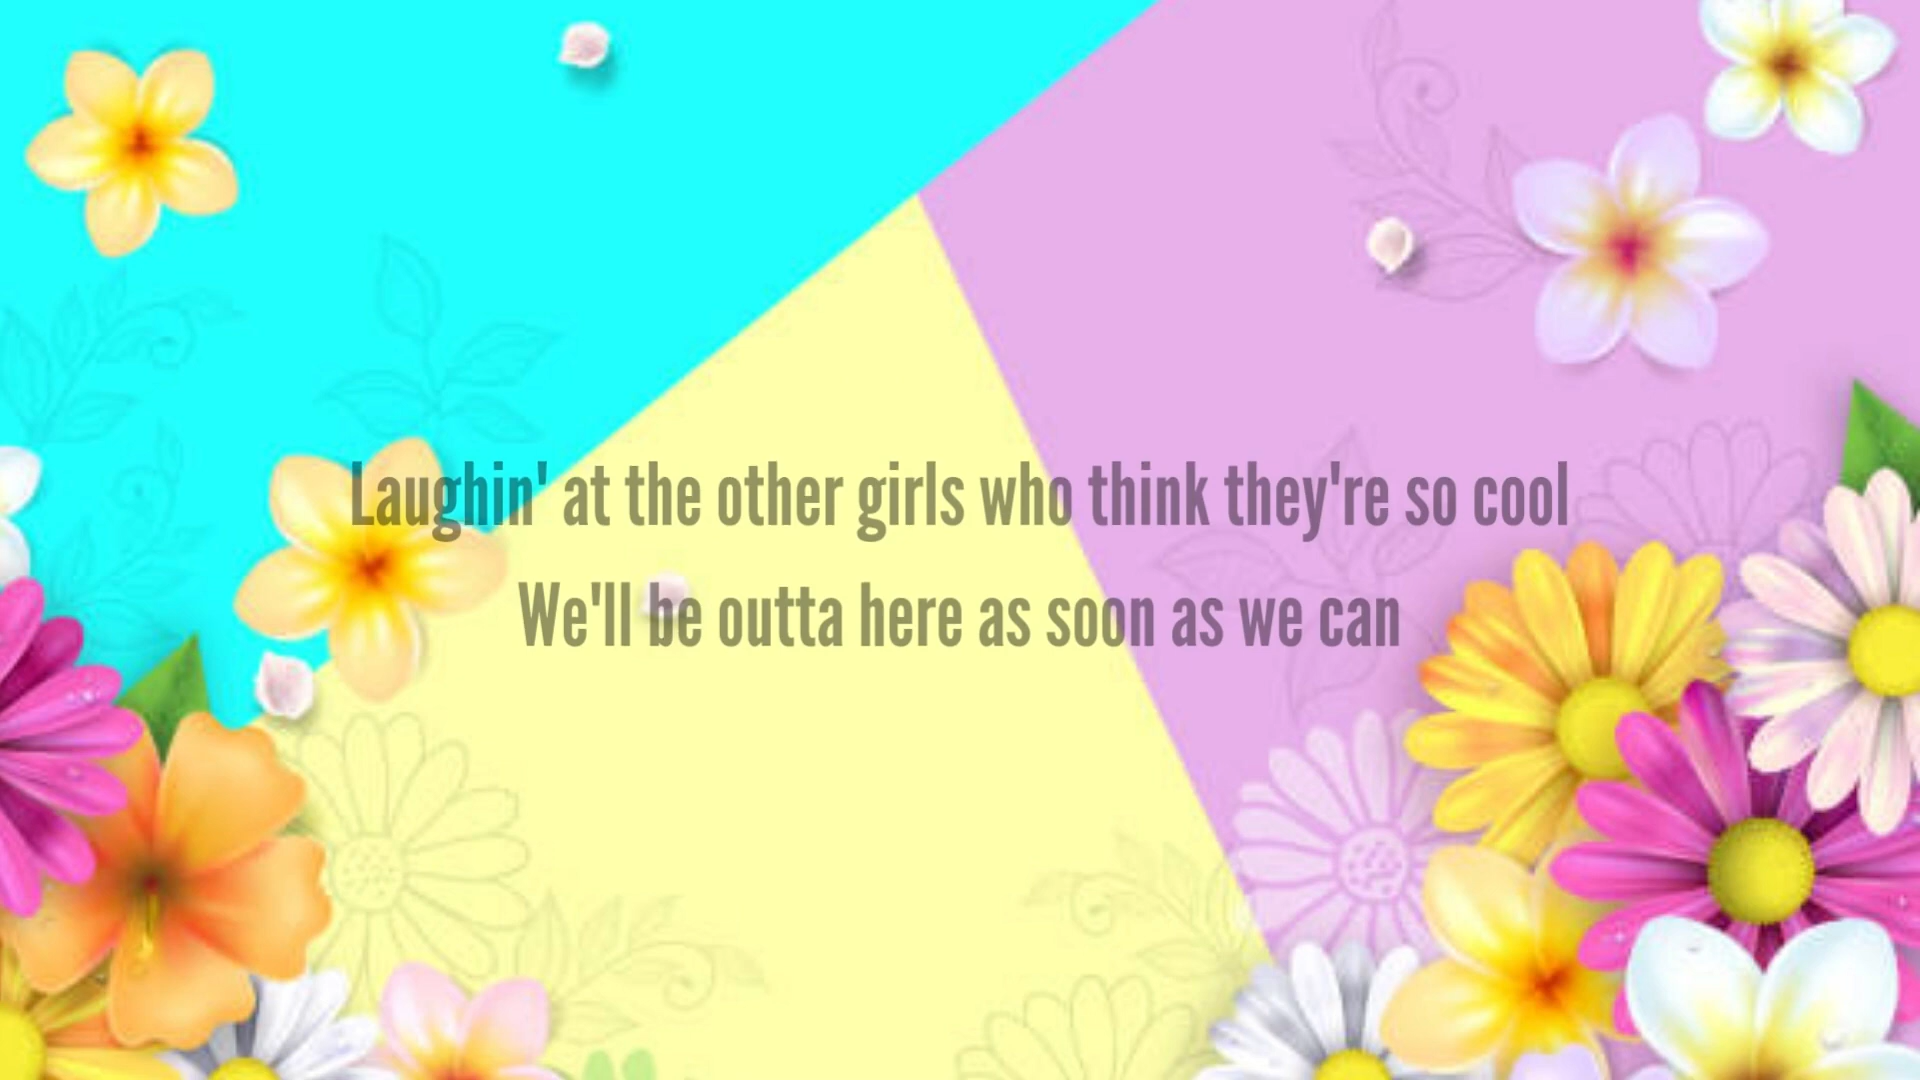 Laughin' at the other girls who think they're so cool
We'll be outta here as soon as we can